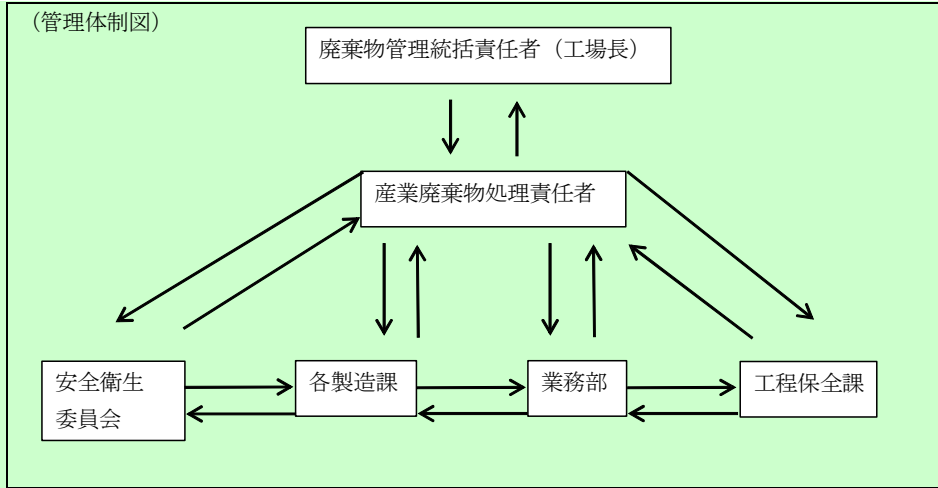 （管理体制図）
廃棄物管理統括責任者（工場長）
産業廃棄物処理責任者
安全衛生
委員会
各製造課
業務部
工程保全課